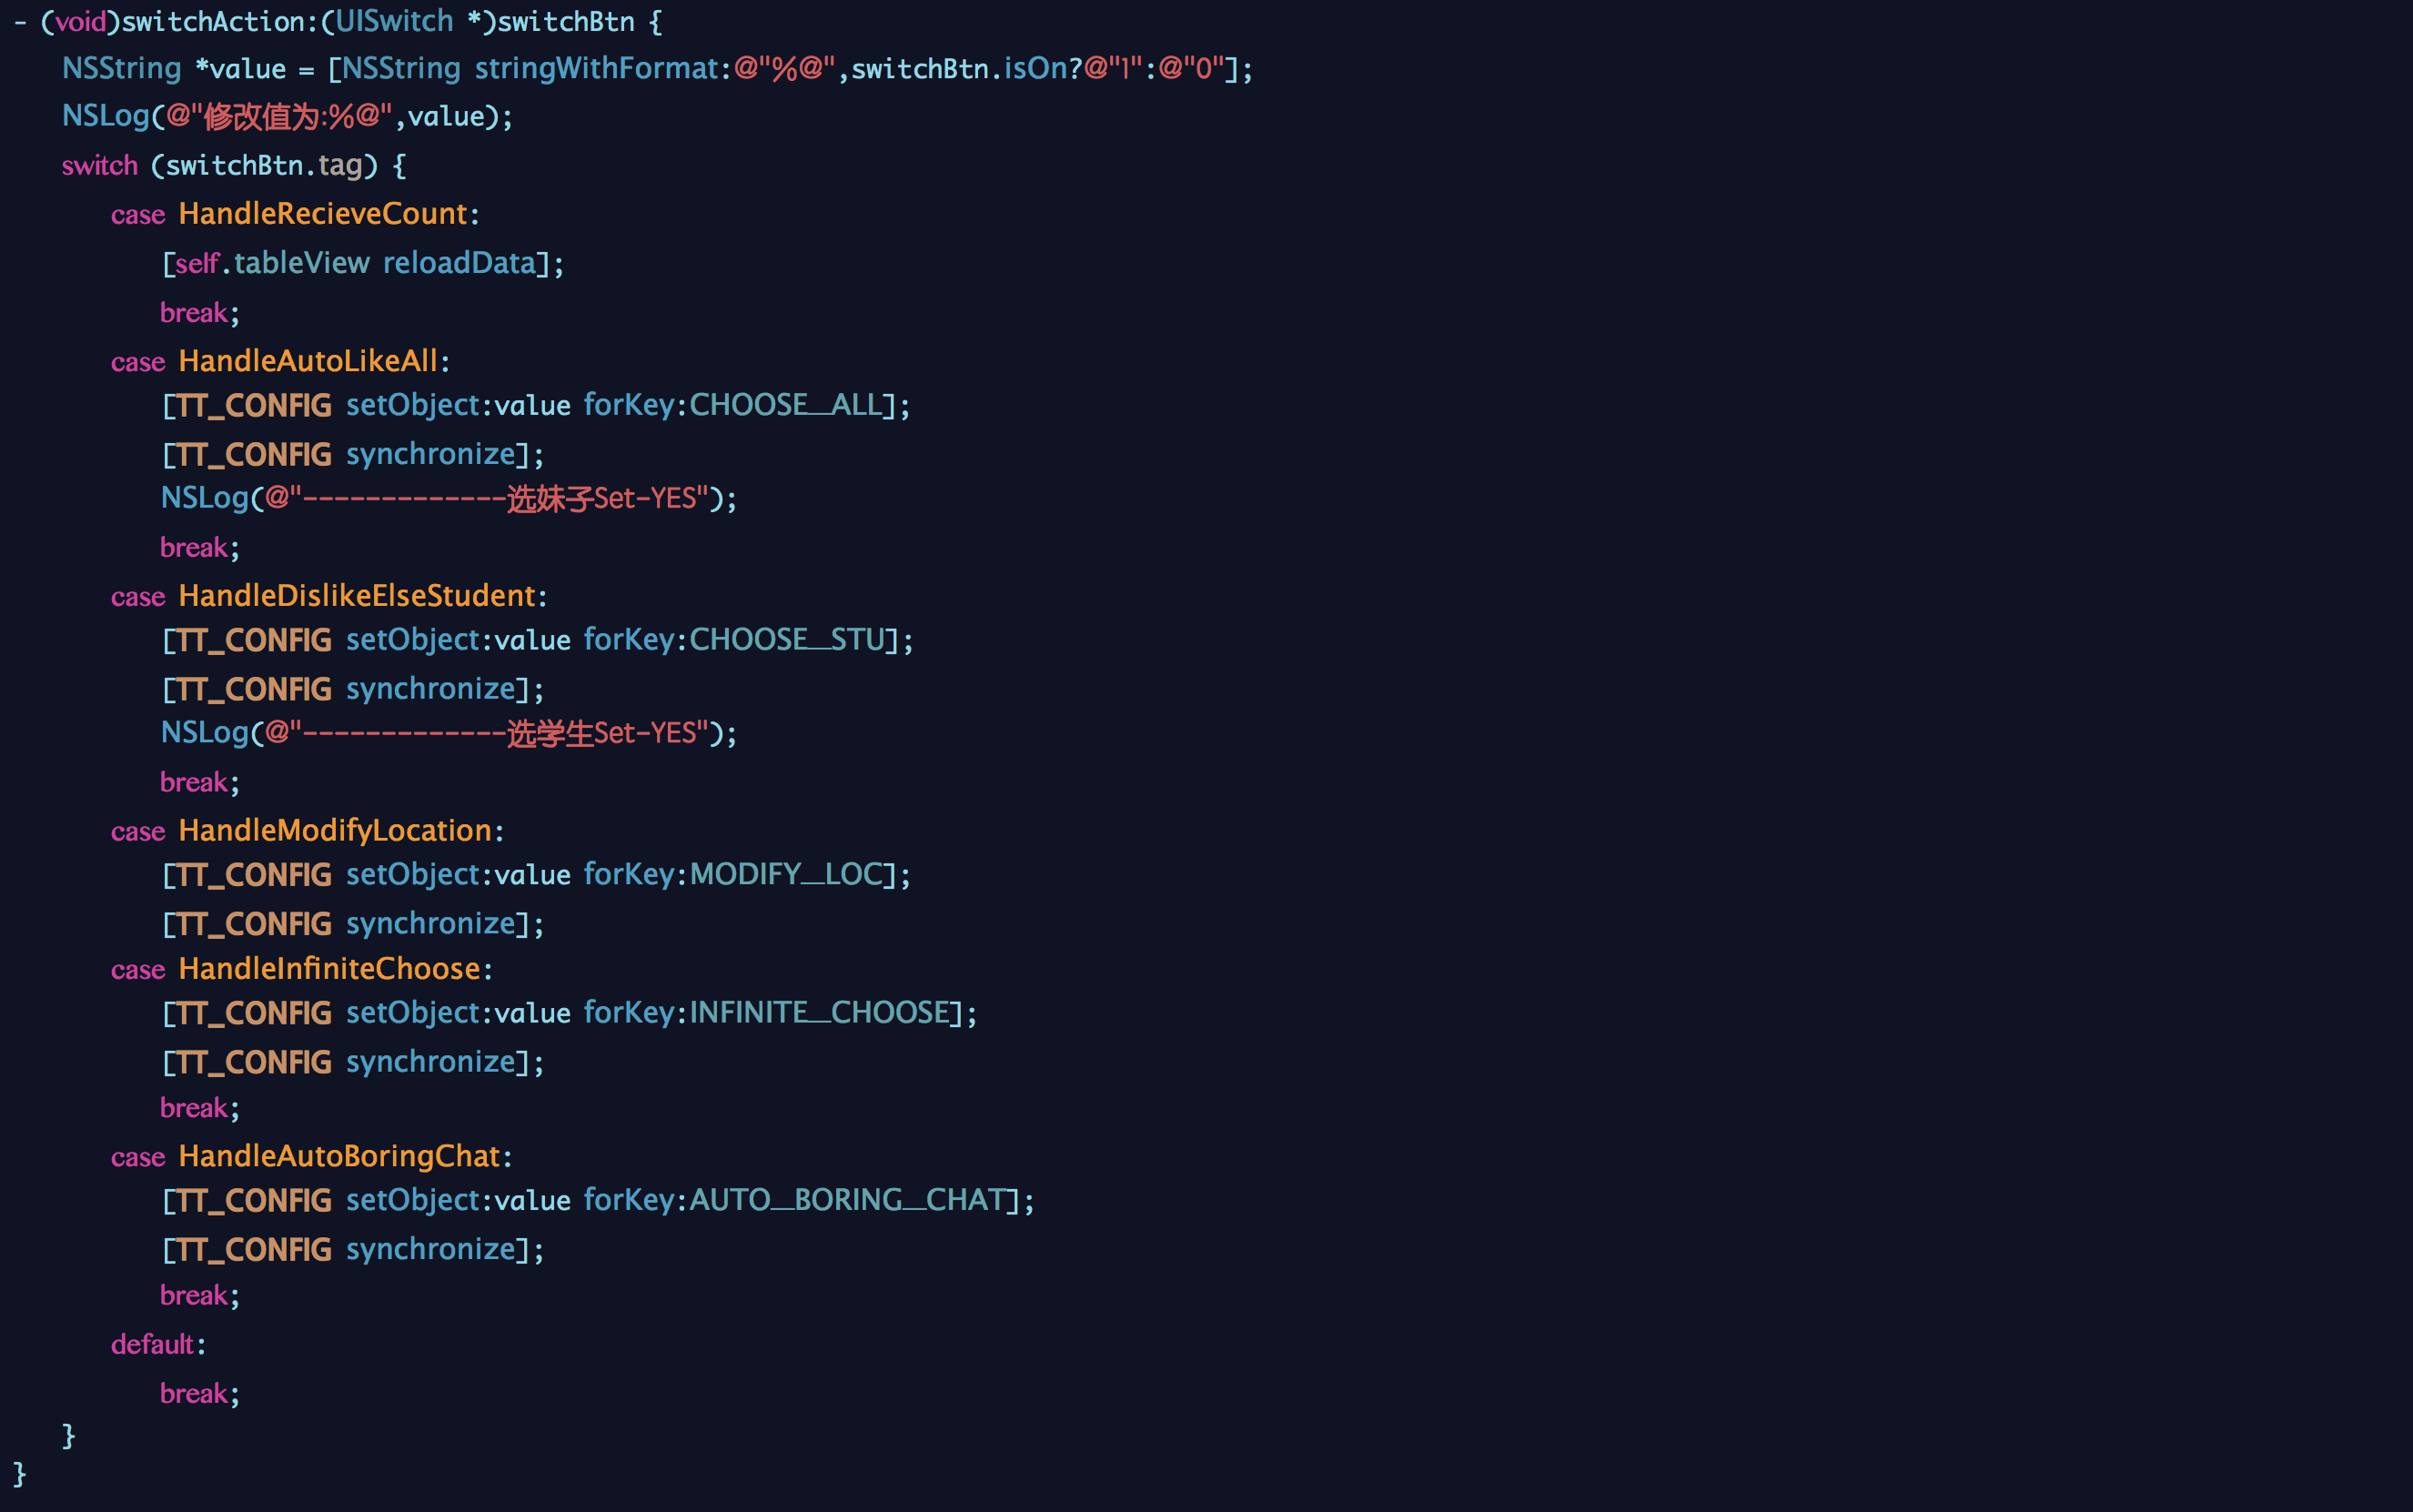 - (void)switchAction:(UISwitch *)switchBtn {
NSString *value = [NSString stringWithFormat:@"%@",switchBtn.isOn?@"1":@"0"];
NSLog(@"修改值为:%@",value);
switch (switchBtn.tag) {
case HandleRecieveCount:
[self.tableView reloadData];
break;
case HandleAutoLikeAll:
[TT_CONFIG setObject:value forKey:CHOOSE_ALL];
[TT_CONFIG synchronize];
NSLog(@"-------------选妹子Set-YES");
break;
case HandleDislikeElseStudent:
[TT_CONFIG setObject:value forKey:CHOOSE_STU];
[TT_CONFIG synchronize];
NSLog(@"-------------选学生Set-YES");
break;
case HandleModifyLocation:
[TT_CONFIG setObject:value forKey:MODIFY_LOC];
[TT_CONFIG synchronize];
case HandleInfiniteChoose:
[TT_CONFIG setObject:value forKey:INFINITE_CHOOSE];
[TT_CONFIG synchronize];
break;
case HandleAutoBoringChat:
[TT_CONFIG setObject:value forKey:AUTO_BORING_CHAT];
[TT_CONFIG synchronize];
break;
default:
break;
}
}